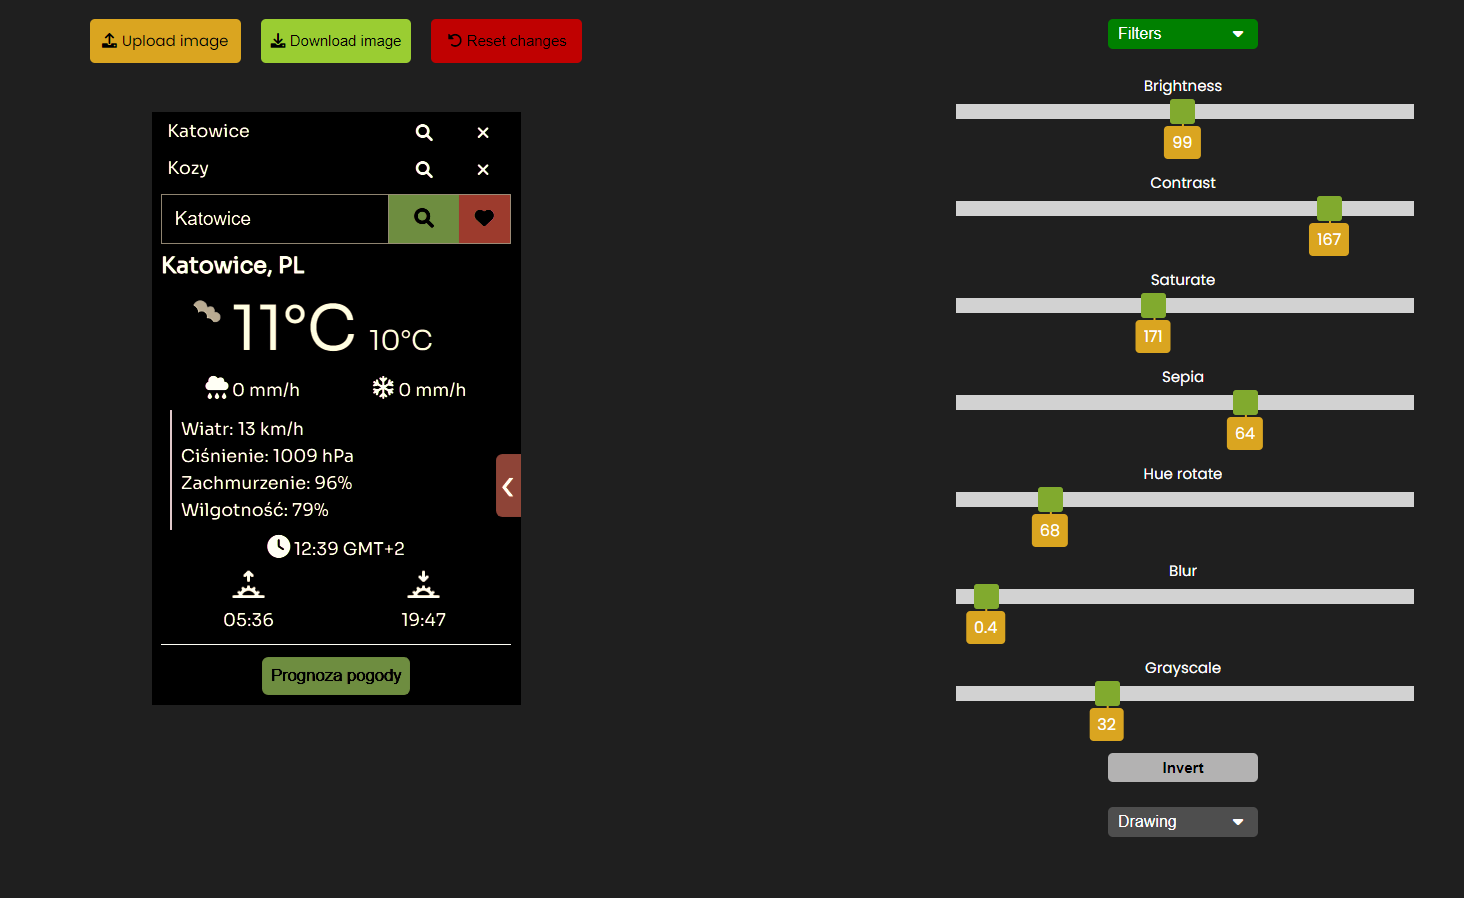 Upload image
Download image
Reset changes
Filters
Katowice
Kozy
Katowice
Katowice, PL
11°C 10°C
0 mm/h 0 mm/h
Wiatr: 13 km/h
Ciśnienie: 1009 hPa
Zachmurzenie: 96%
Wilgotność: 79%
12:39 GMT+2
05:36 19:47
Prognoza pogody
Brightness
99
Contrast
167
Saturate
171
Sepia
64
Hue rotate
68
Blur
0.4
Grayscale
32
Invert
Drawing